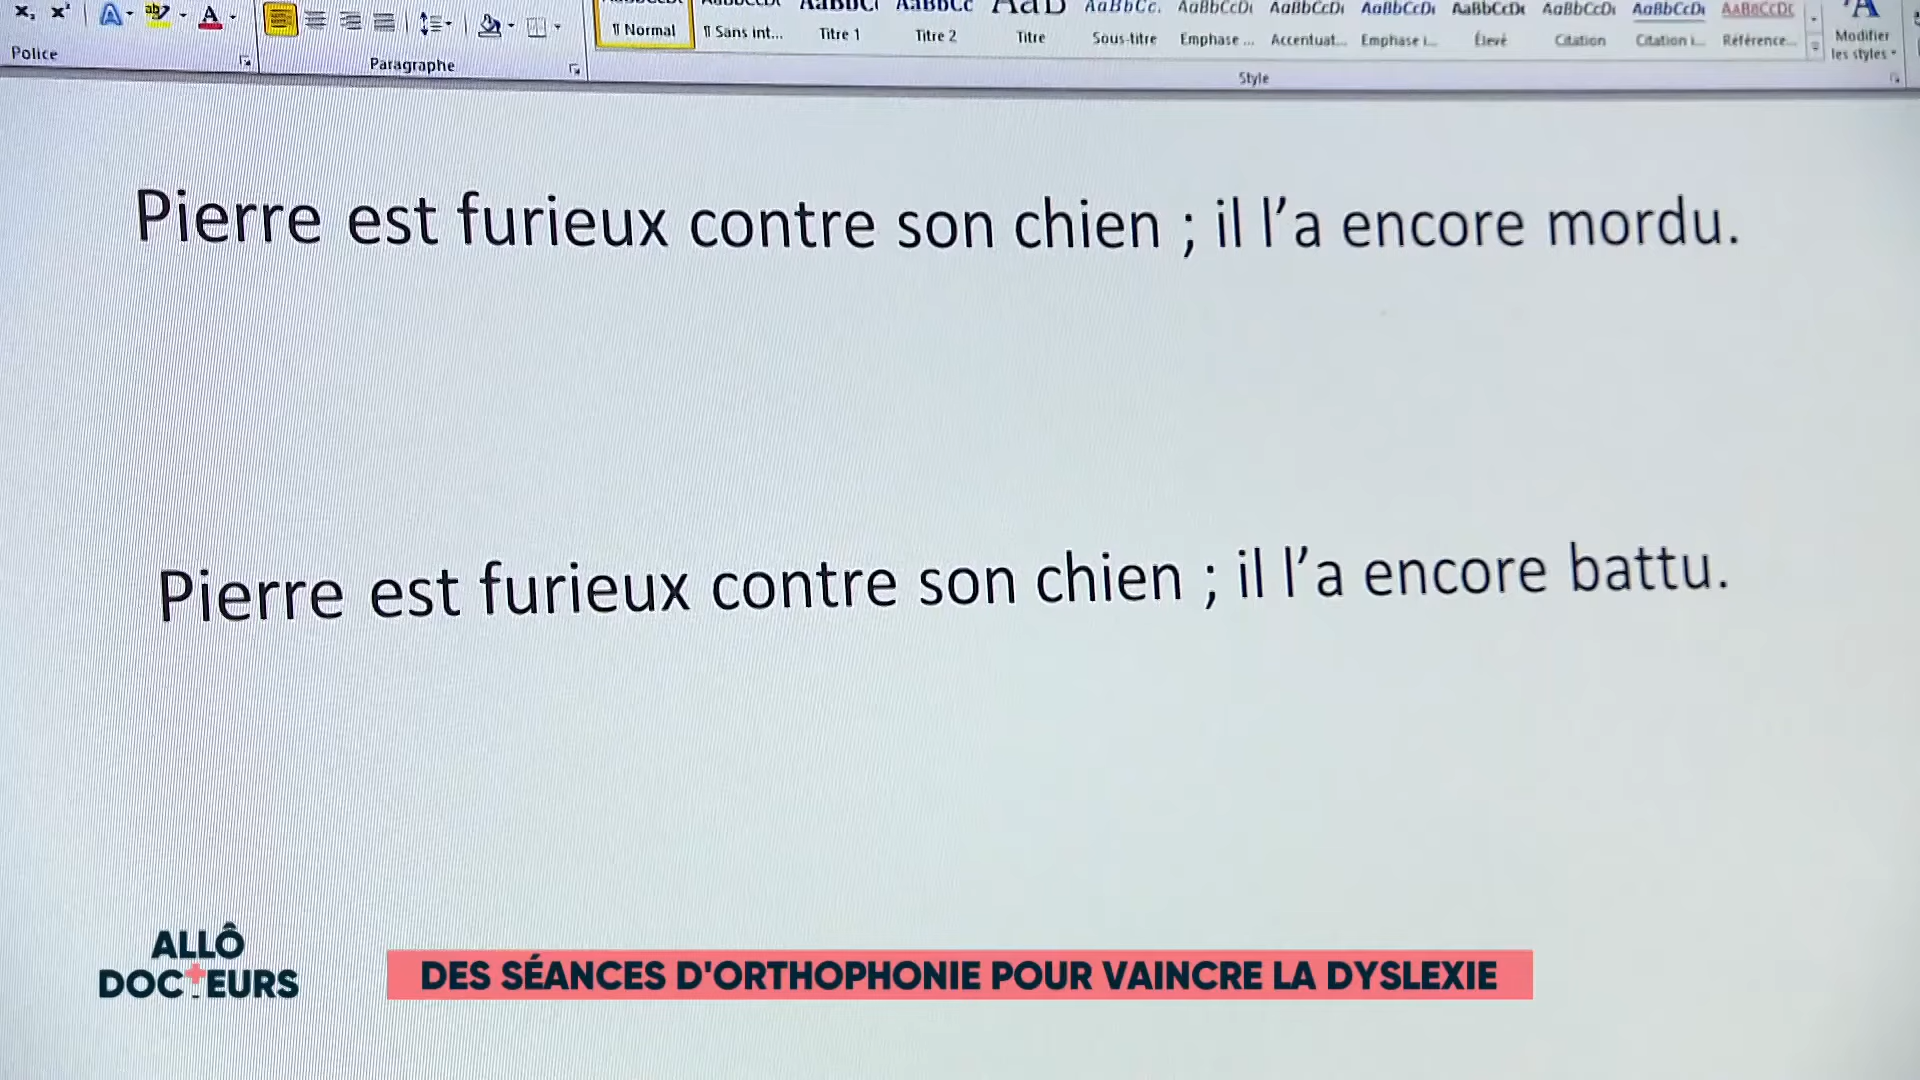 Police
Paragraphe
¶ Normal
¶ Sans int...
Titre 1
Titre 2
Titre
Sous-titre
Emphase ...
Accentuat...
Emphase i...
Élevé
Citation
Citation i...
Référence...
Modifier
les styles
Style
Pierre est furieux contre son chien ; il l’a encore mordu.
Pierre est furieux contre son chien ; il l’a encore battu.
ALLÔ
DOCTEURS
DES SÉANCES D'ORTHOPHONIE POUR VAINCRE LA DYSLEXIE